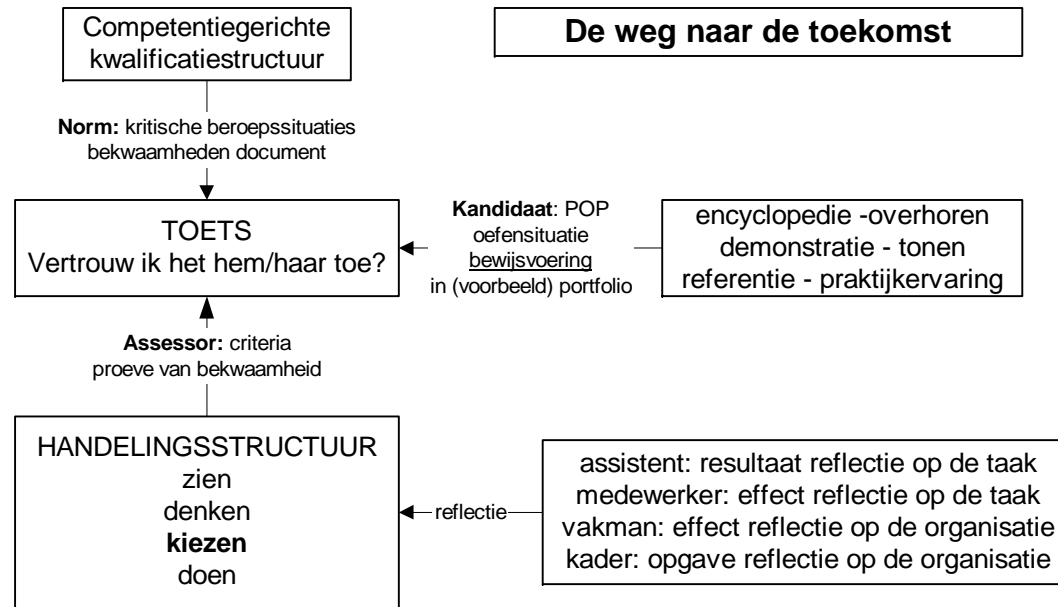 Competentiegerichte
kwalificatiestructuur
De weg naar de toekomst
Norm: kritische beroepssituaties
bekwaamheden document
TOETS
Vertrouw ik het hem/haar toe?
Kandidaat: POP
oefensituatie
bewijsvoering
in (voorbeeld) portfolio
encyclopedie -overhoren
demonstratie - tonen
referentie - praktijkervaring
Assessor: criteria
proeve van bekwaamheid
HANDELINGSSTRUCTUUR
zien
denken
kiezen
doen
reflectie
assistent: resultaat reflectie op de taak
medewerker: effect reflectie op de taak
vakman: effect reflectie op de organisatie
kader: opgave reflectie op de organisatie